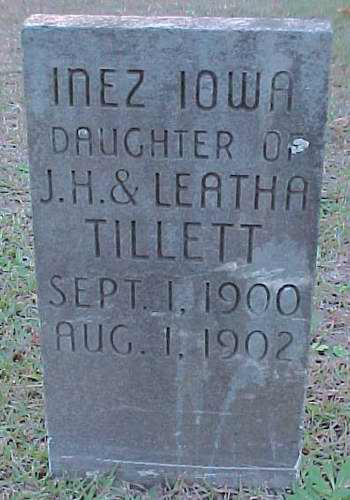 INEZ IOWA
DAUGHTER OF
J.H. & LEATHA
TILLETT
SEPT. 1, 1900
AUG. 1, 1902